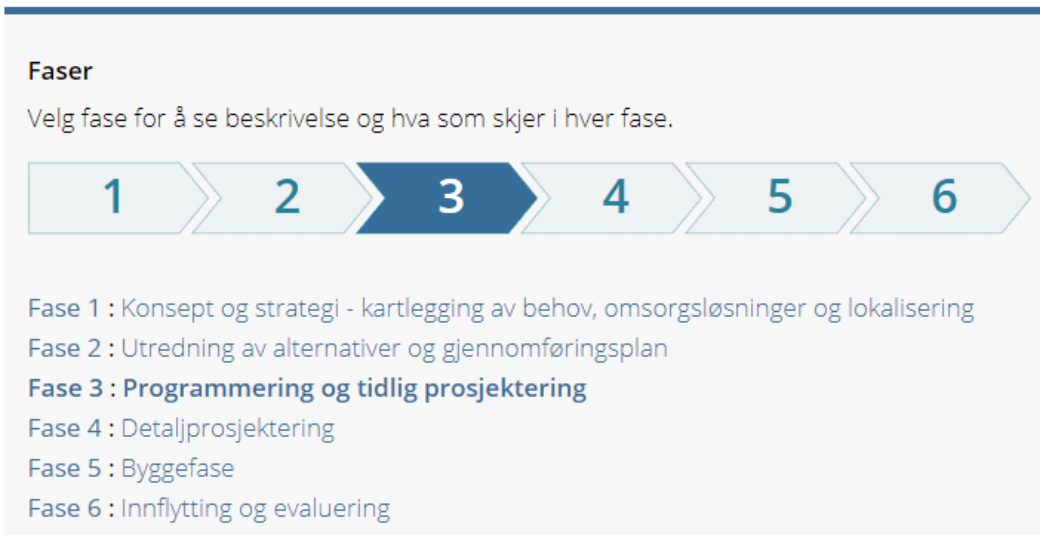 Faser
Velg fase for å se beskrivelse og hva som skjer i hver fase.
1 2 3 4 5 6
Fase 1 : Konsept og strategi - kartlegging av behov, omsorgsløsninger og lokalisering
Fase 2 : Utredning av alternativer og gjennomføringsplan
Fase 3 : Programmering og tidlig prosjektering
Fase 4 : Detaljprosjektering
Fase 5 : Byggefase
Fase 6 : Innflytting og evaluering